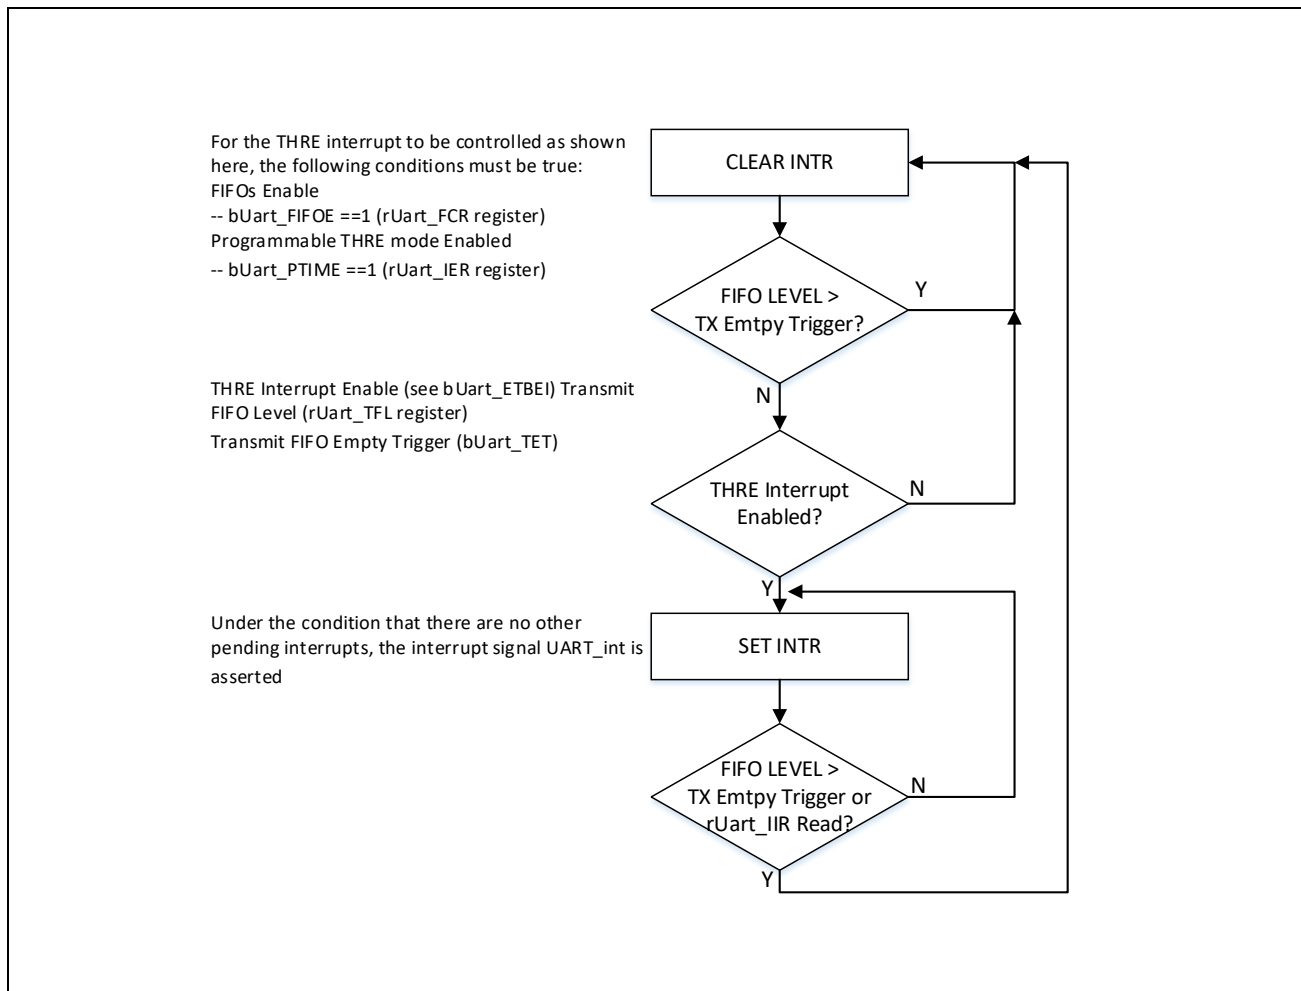 For the THRE interrupt to be controlled as shown
here, the following conditions must be true:
FIFOs Enable
-- bUart_FIFOE ==1 (rUart_FCR register)
Programmable THRE mode Enabled
-- bUart_PTIME ==1 (rUart_IER register)
CLEAR INTR
FIFO LEVEL >
TX Emtpy Trigger?
Y
N
THRE Interrupt Enable (see bUart_ETBEI) Transmit
FIFO Level (rUart_TFL register)
Transmit FIFO Empty Trigger (bUart_TET)
THRE Interrupt
Enabled?
N
Y
Under the condition that there are no other
pending interrupts, the interrupt signal UART_int is
asserted
SET INTR
FIFO LEVEL >
TX Emtpy Trigger or
rUart_IIR Read?
N
Y